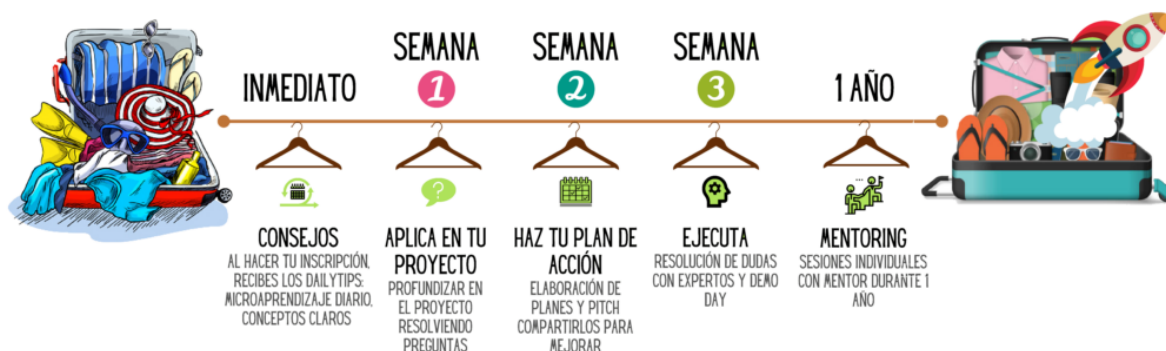 INMEDIATO
SEMANA
1
SEMANA
2
SEMANA
3
1 AÑO
CONSEJOS
AL HACER TU INSCRIPCIÓN,
RECIBES LOS DAILYTIPS:
MICROAPRENDIZAJE DIARIO,
CONCEPTOS CLAROS
APLICA EN TU
PROYECTO
PROFUNDIZAR EN
EL PROYECTO
RESOLVIENDO
PREGUNTAS
HAZ TU PLAN DE
ACCIÓN
ELABORACIÓN DE
PLANES Y PITCH
COMPARTIRLOS PARA
MEJORAR
EJECUTA
RESOLUCIÓN DE DUDAS
CON EXPERTOS Y DEMO
DAY
MENTORING
SESIONES INDIVIDUALES
CON MENTOR DURANTE 1
AÑO